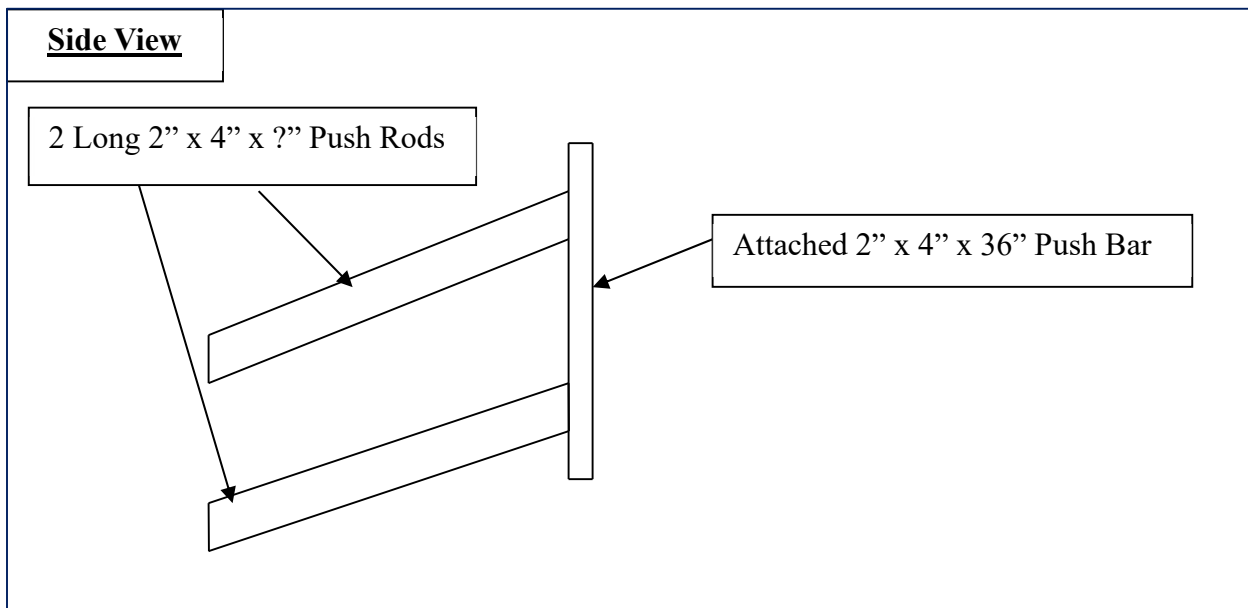 Side View
2 Long 2” x 4” x ?” Push Rods
Attached 2” x 4” x 36” Push Bar